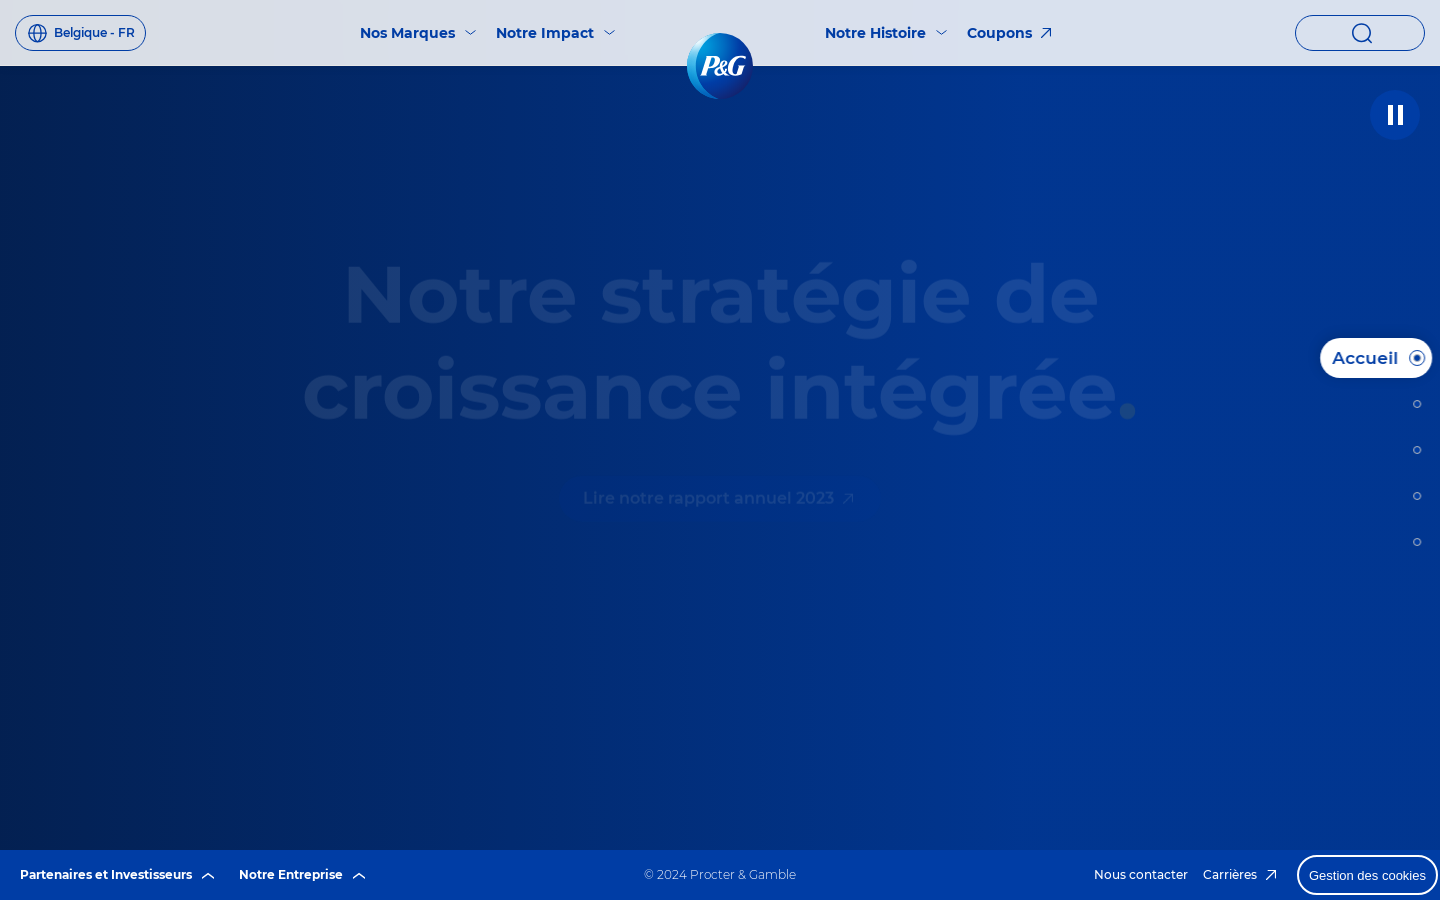 Belgique - FR
Nos Marques
Notre Impact
P&G
Notre Histoire
Coupons
Notre stratégie de
croissance intégrée.
Lire notre rapport annuel 2023
Accueil
Partenaires et Investisseurs
Notre Entreprise
© 2024 Procter & Gamble
Nous contacter
Carrières
Gestion des cookies